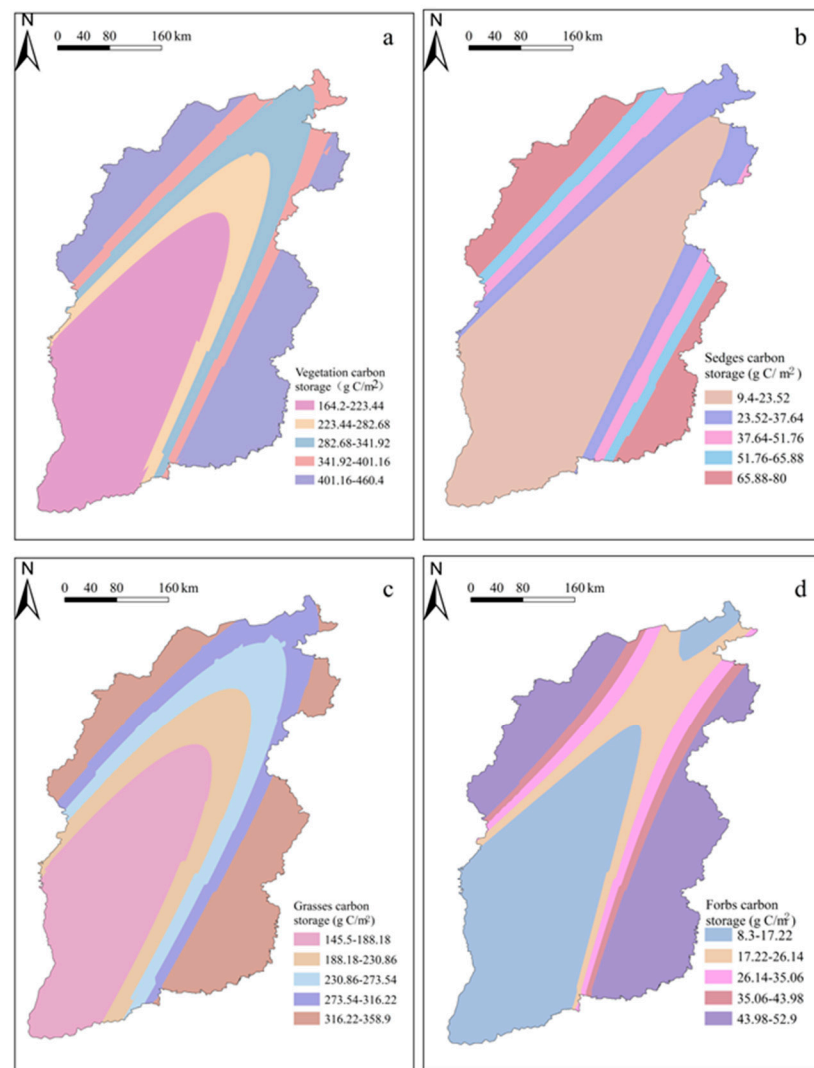 N
a
0 40 80 160 km
Vegetation carbon
storage (g C/m2)
164.2-223.44
223.44-282.68
282.68-341.92
341.92-401.16
401.16-460.4
N
b
0 40 80 160 km
Sedges carbon
storage (g C/ m2)
9.4-23.52
23.52-37.64
37.64-51.76
51.76-65.88
65.88-80
N
c
0 40 80 160 km
Grasses carbon
storage (g C/m2)
145.5-188.18
188.18-230.86
230.86-273.54
273.54-316.22
316.22-358.9
N
d
0 40 80 160 km
Forbs carbon
storage (g C/m2)
8.3-17.22
17.22-26.14
26.14-35.06
35.06-43.98
43.98-52.9